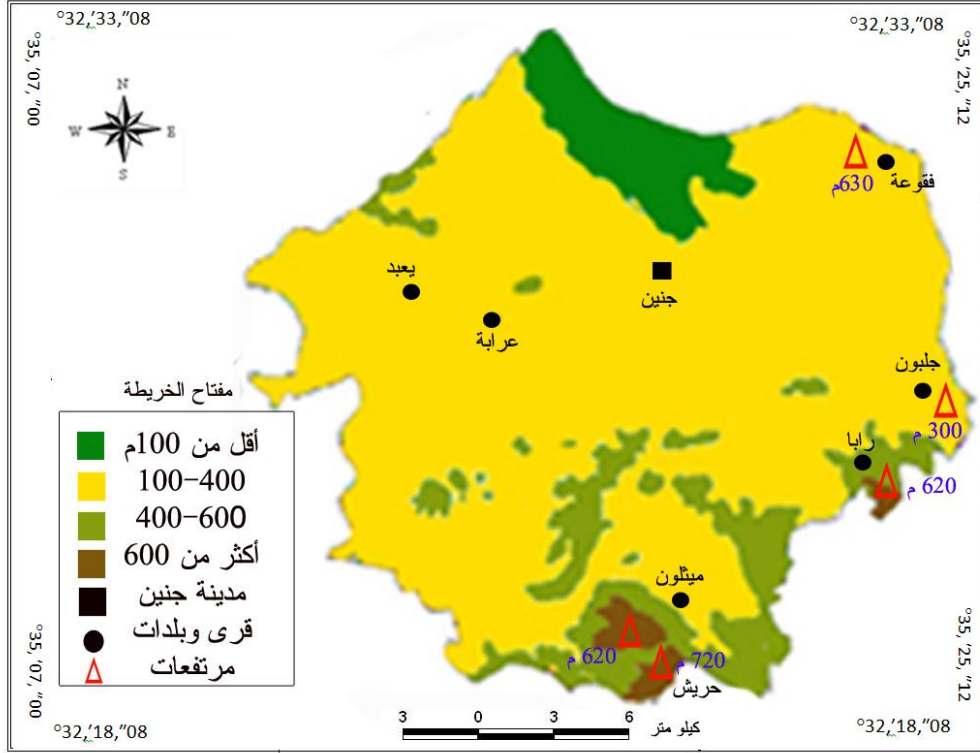 °32,’33,”08
°32,’33,”08
°35, ’07, ”00
°35, ’25, ”12
N
W E
S
630م
فقوعة
يعبد
جنين
عرابة
جلبون
300 م
رابا
620 م
ميثلون
620 م
720 م
حريش
مفتاح الخريطة
أقل من 100م
100-400
400-600
أكثر من 600
مدينة جنين
قرى وبلدات
مرتفعات
°35, ’07, ”00
°35, ’25, ”12
3 0 3 6
كيلو متر
°32,’18,”08
°32,’18,”08